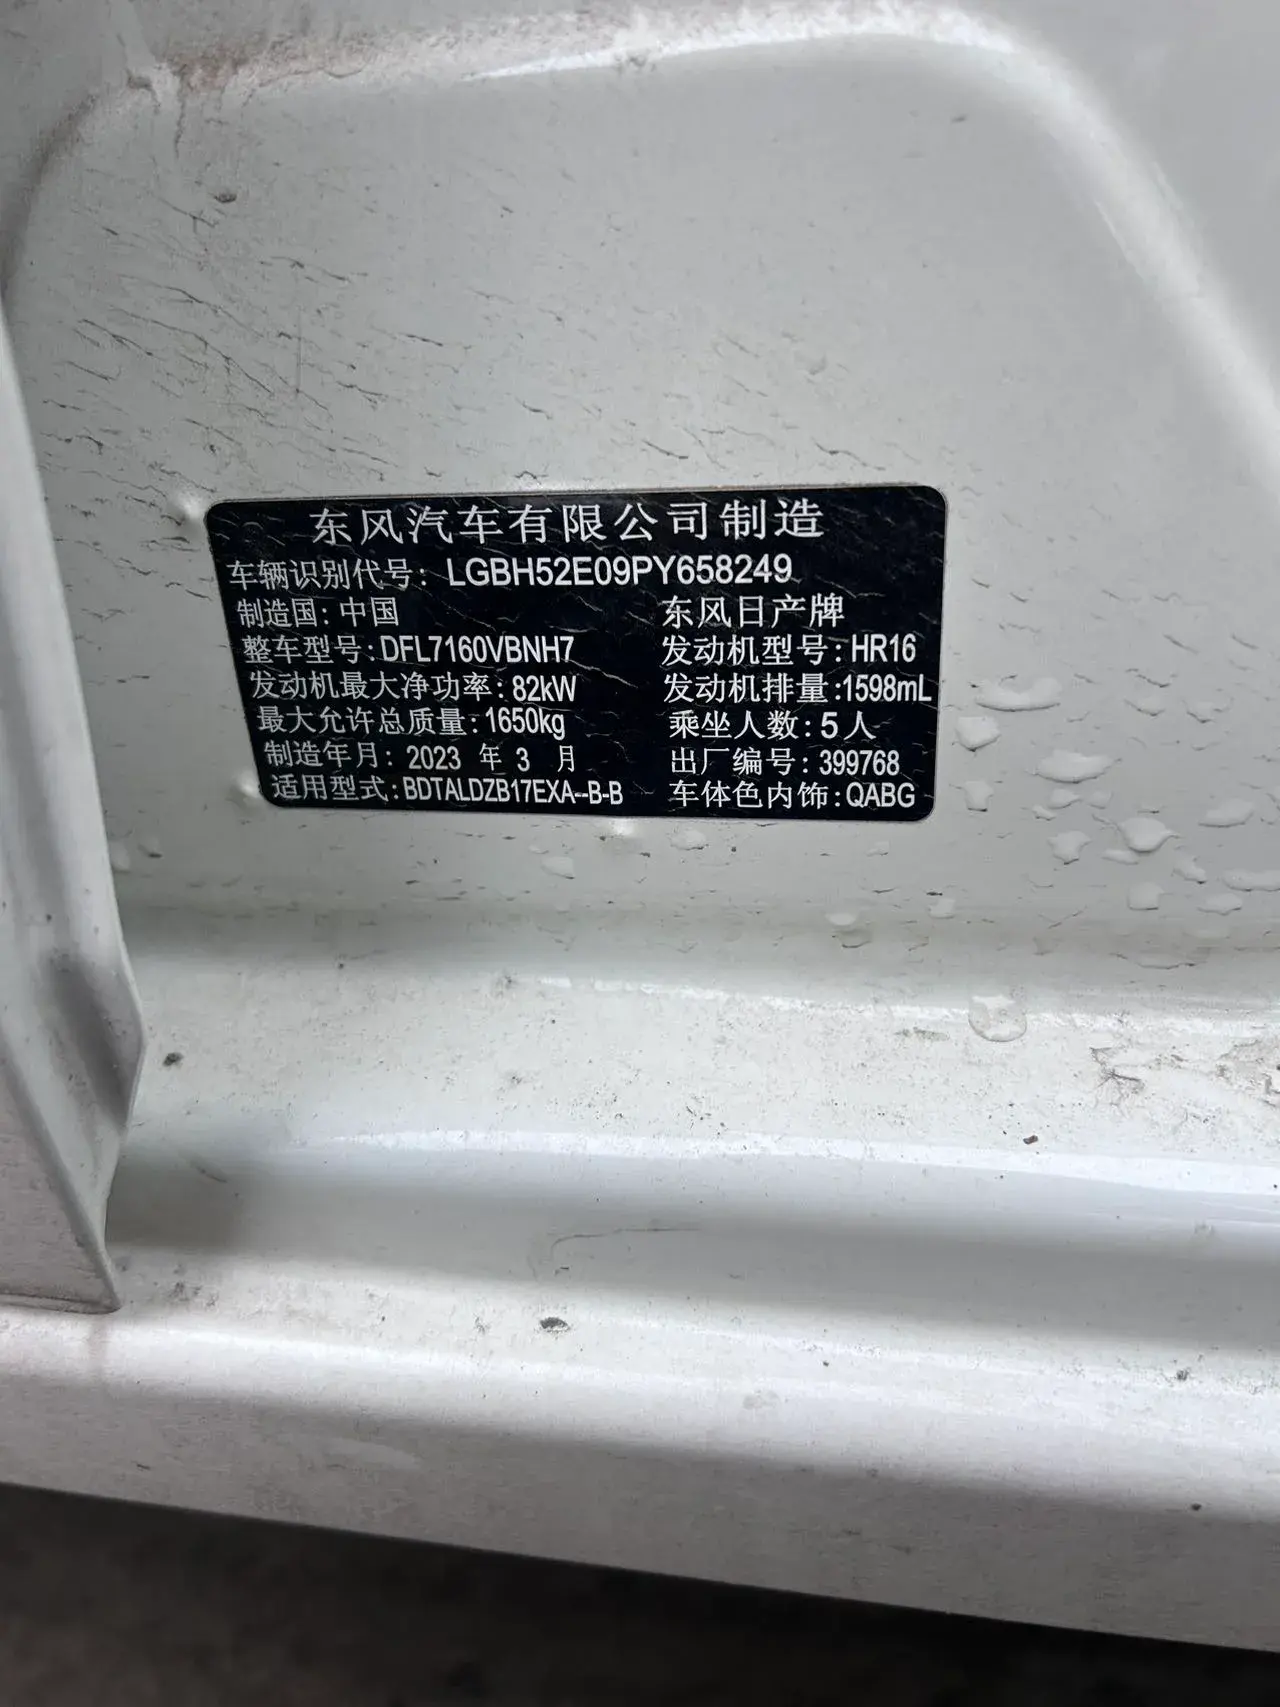 东风汽车有限公司制造
车辆识别代号: LGBH52E09PY658249
制造国: 中国 东风日产牌
整车型号: DFL7160VBNH7 发动机型号: HR16
发动机最大净功率: 82kW 发动机排量:1598mL
最大允许总质量: 1650kg 乘坐人数: 5人
制造年月: 2023 年 3 月 出厂编号: 399768
适用型式: BDTALDZB17EXA--B-B 车体色内饰:QABG